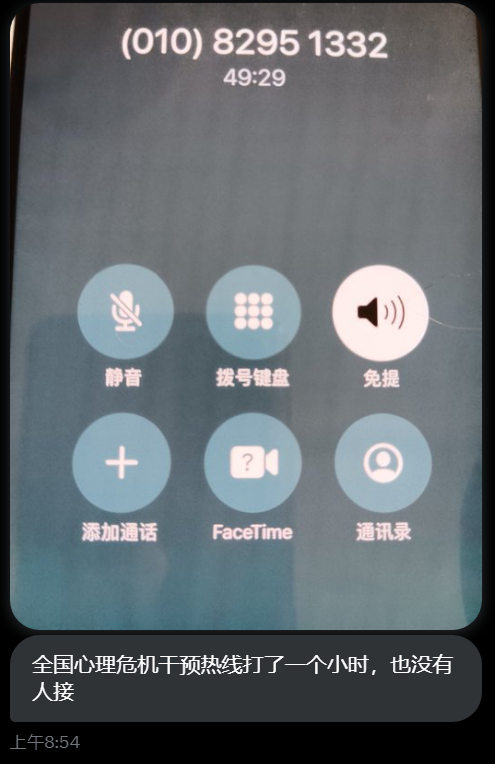 (010) 8295 1332
49:29
静音
拨号键盘
免提
添加通话
FaceTime
通讯录
全国心理危机干预热线打了一个小时，也没有
人接
上午8:54